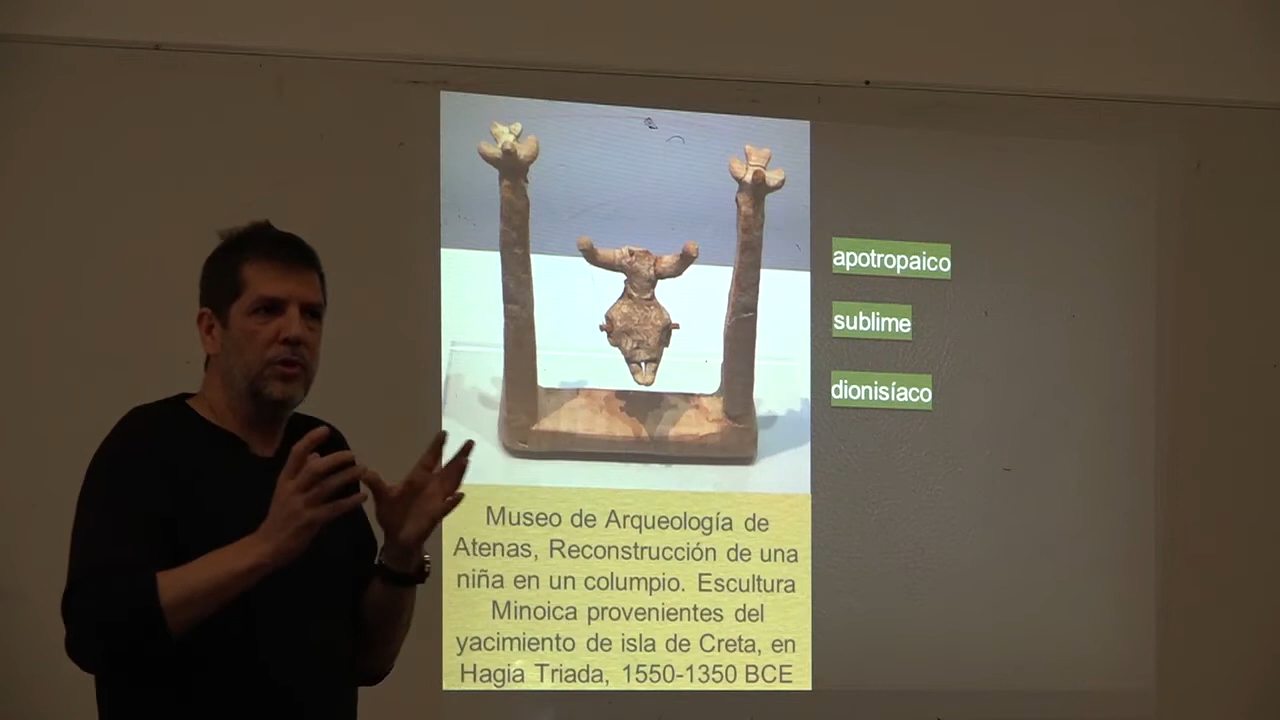 apotropaico
sublime
dionisíaco
Museo de Arqueología de
Atenas, Reconstrucción de una
niña en un columpio. Escultura
Minoica provenientes del
yacimiento de isla de Creta, en
Hagia Triada, 1550-1350 BCE